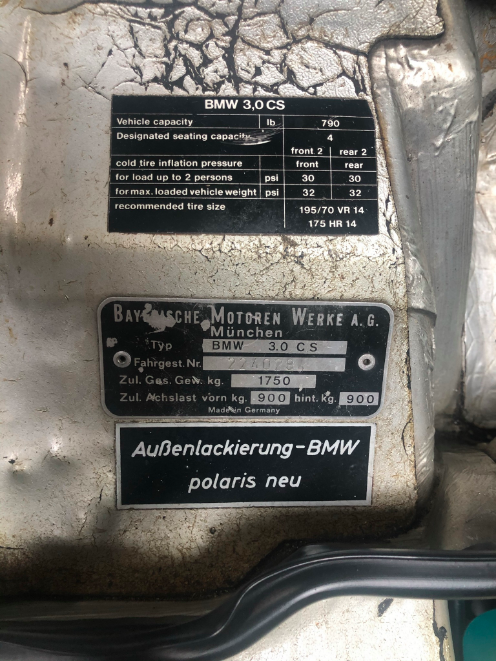 BMW 3,0 CS
Vehicle capacity lb 790
Designated seating capacity 4
front 2 rear 2
cold tire inflation pressure front rear
for load up to 2 persons psi 30 30
for max. loaded vehicle weight psi 32 32
recommended tire size 195/70 VR 14
175 HR 14
BAYERISCHE MOTOREN WERKE A.G.
München
Typ BMW 3.0 CS
Fahrgest. Nr.
Zul. Ges. Gew. kg. 1750
Zul. Achslast vorn kg. 900 hint. kg. 900
Made in Germany
Außenlackierung-BMW
polaris neu